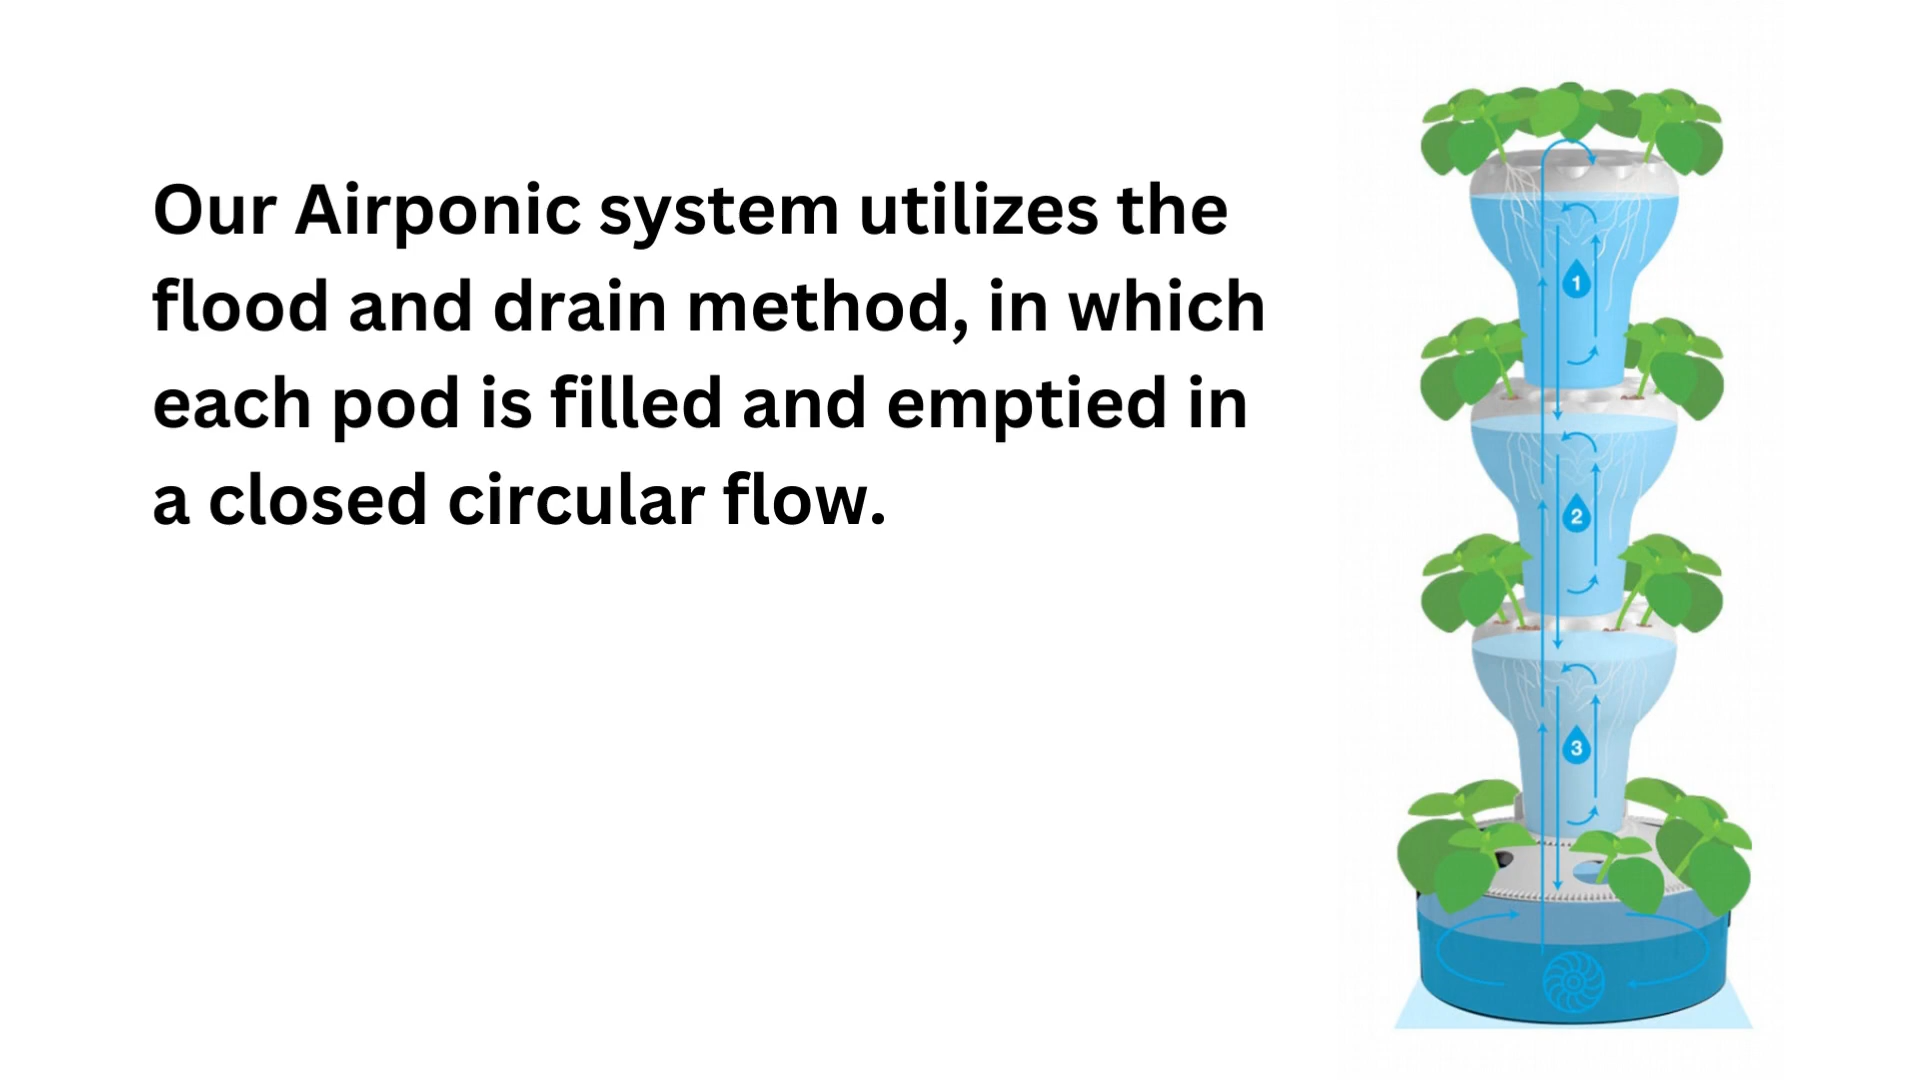 Our Airponic system utilizes the
flood and drain method, in which
each pod is filled and emptied in
a closed circular flow.
1
2
3